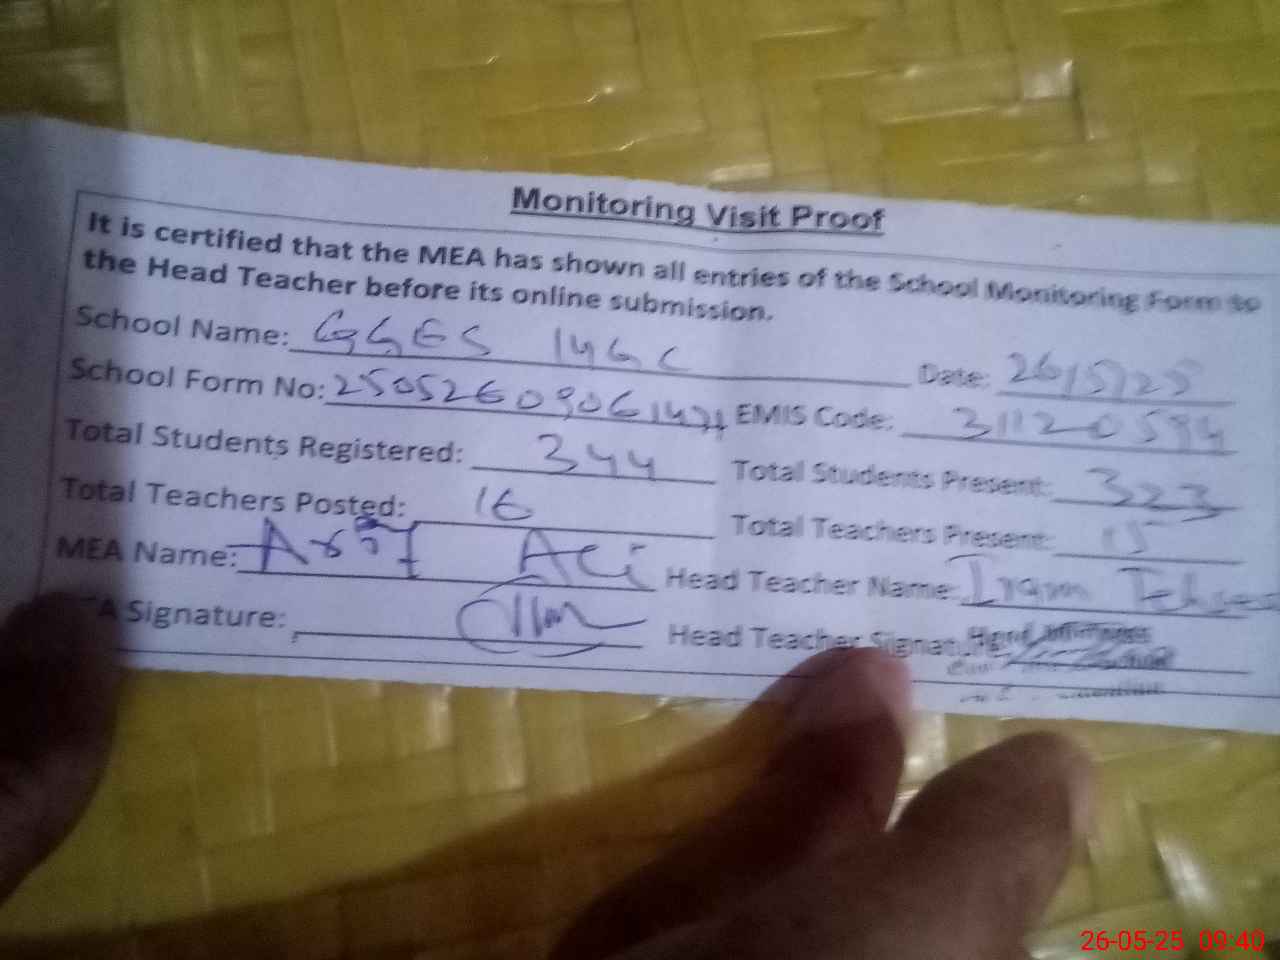 Monitoring Visit Proof
It is certified that the MEA has shown all entries of the School Monitoring Form to
the Head Teacher before its online submission.
School Name: GGES 14G C Date: 26/5/25
School Form No: EMIS Code:
Total Students Registered: 344 Total Students Present: 323
Total Teachers Posted: 16 Total Teachers Present: 15
MEA Name: Asif Ali Head Teacher Name: Iram
Signature: Head Teacher Signature
26-05-25 09:40